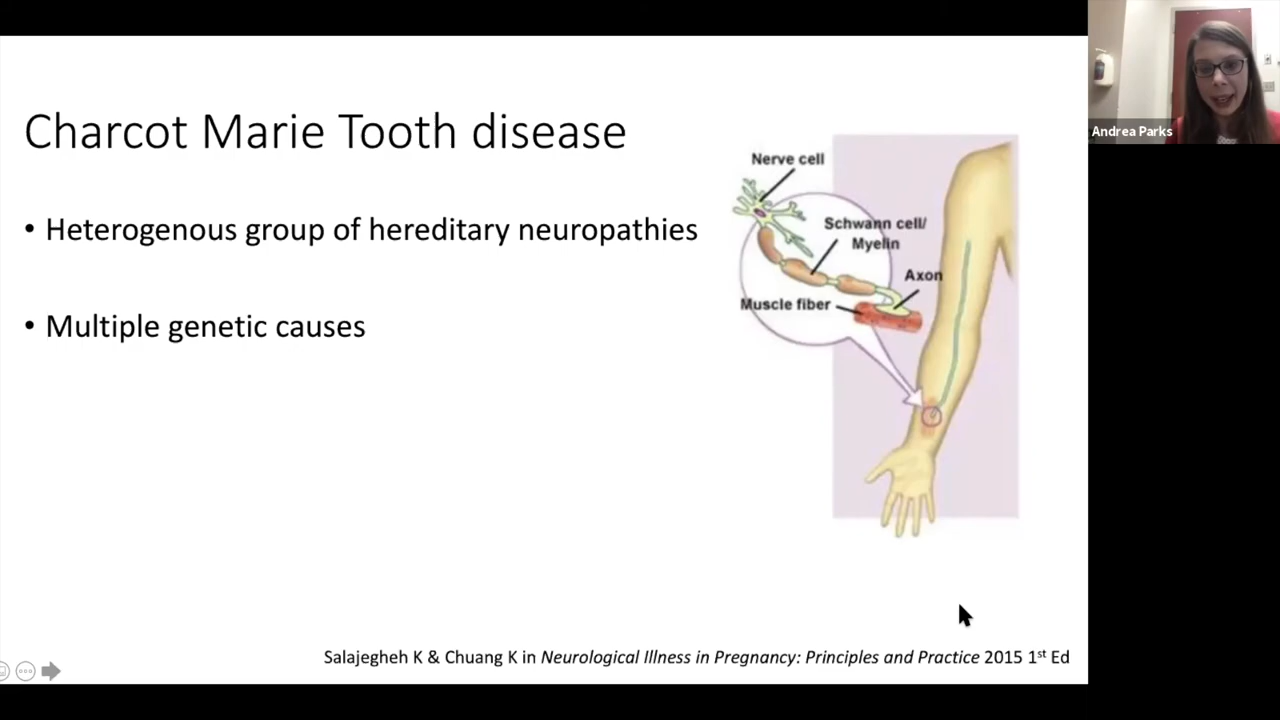 Charcot Marie Tooth disease
• Heterogenous group of hereditary neuropathies
• Multiple genetic causes
Nerve cell
Schwann cell/
Myelin
Axon
Muscle fiber
Salajegheh K & Chuang K in Neurological Illness in Pregnancy: Principles and Practice 2015 1st Ed
Andrea Parks